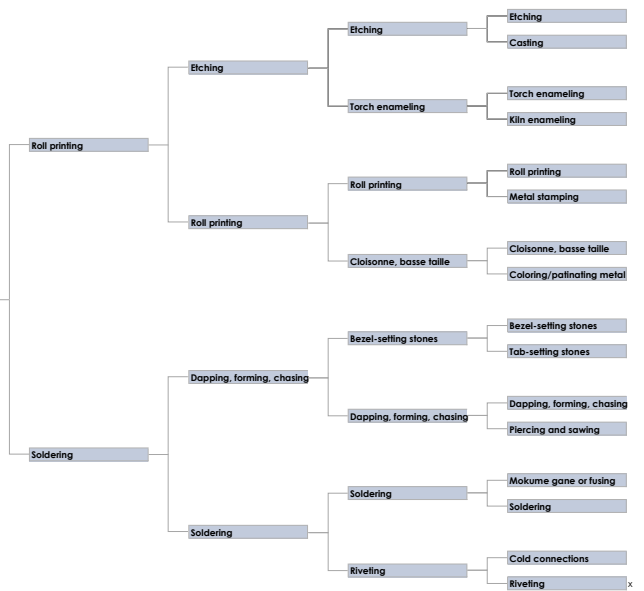 Etching
Casting
Etching
Torch enameling
Kiln enameling
Torch enameling
Etching
Roll printing
Metal stamping
Roll printing
Cloisonne, basse taille
Coloring/patinating metal
Cloisonne, basse taille
Roll printing
Roll printing
Bezel-setting stones
Tab-setting stones
Bezel-setting stones
Dapping, forming, chasing
Piercing and sawing
Dapping, forming, chasing
Dapping, forming, chasing
Mokume gane or fusing
Soldering
Soldering
Cold connections
Riveting x
Riveting
Soldering
Soldering